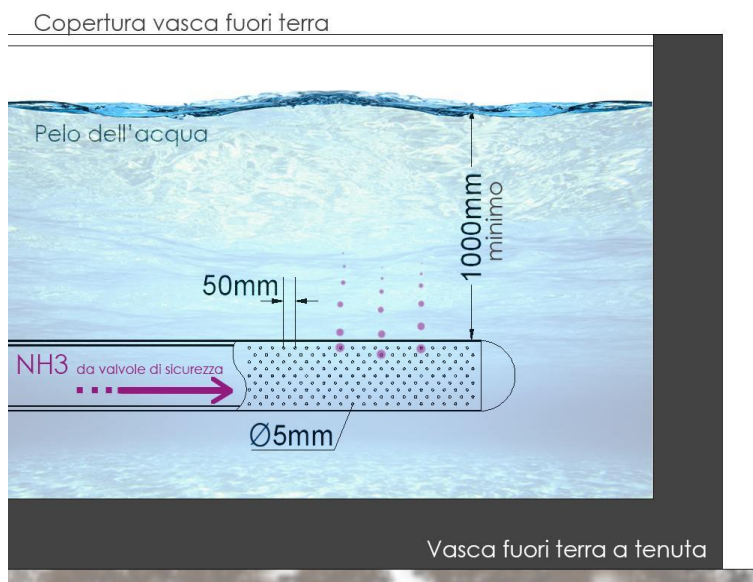 Copertura vasca fuori terra
Pelo dell'acqua
1000mm
minimo
50mm
NH3 da valvole di sicurezza
Ø5mm
Vasca fuori terra a tenuta